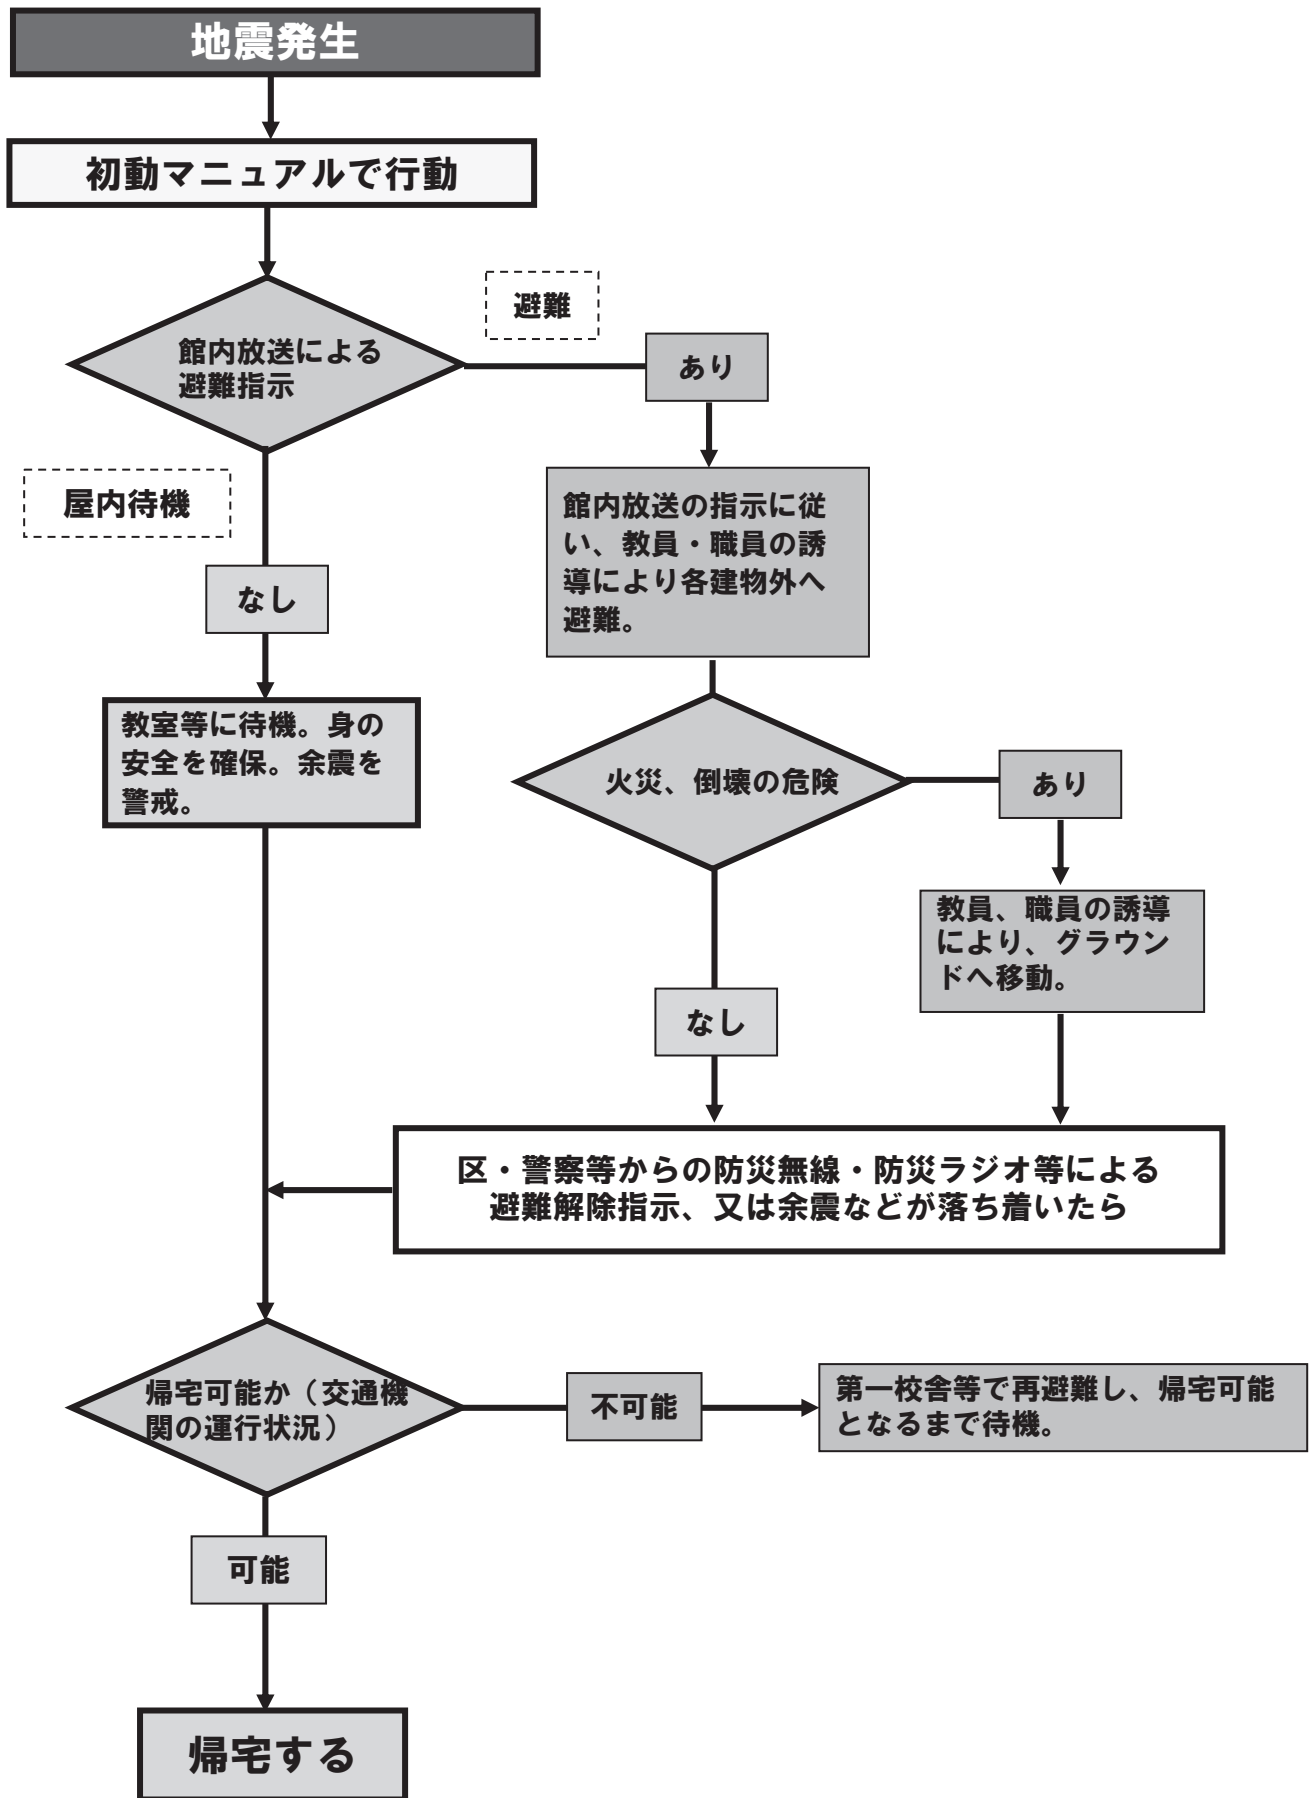 地震発生
初動マニュアルで行動
避難
館内放送による
避難指示
あり
屋内待機
館内放送の指示に従
い、教員・職員の誘
導により各建物外へ
避難。
なし
教室等に待機。身の
安全を確保。余震を
警戒。
火災、倒壊の危険
あり
教員、職員の誘導
により、グラウン
ドへ移動。
なし
区・警察等からの防災無線・防災ラジオ等による
避難解除指示、又は余震などが落ち着いたら
帰宅可能か（交通機
関の運行状況）
不可能
第一校舎等で再避難し、帰宅可能
となるまで待機。
可能
帰宅する